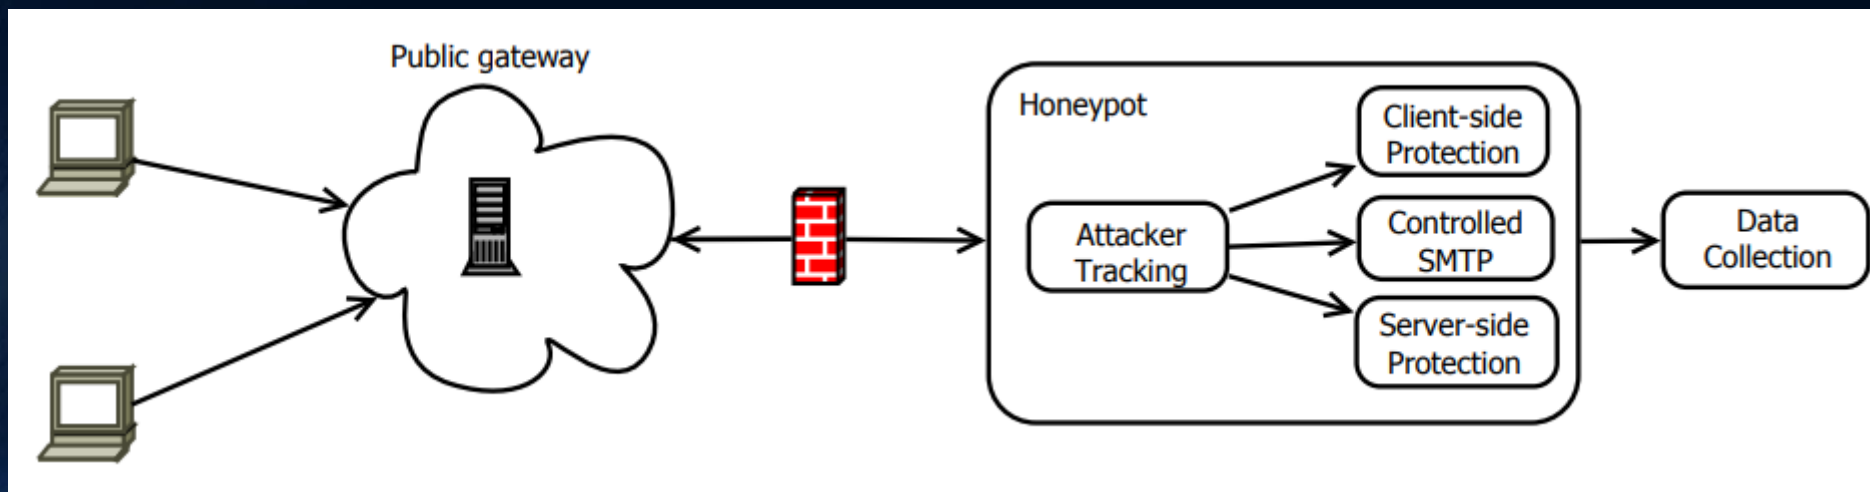 Public gateway
Honeypot
Client-side
Protection
Attacker
Tracking
Controlled
SMTP
Server-side
Protection
Data
Collection